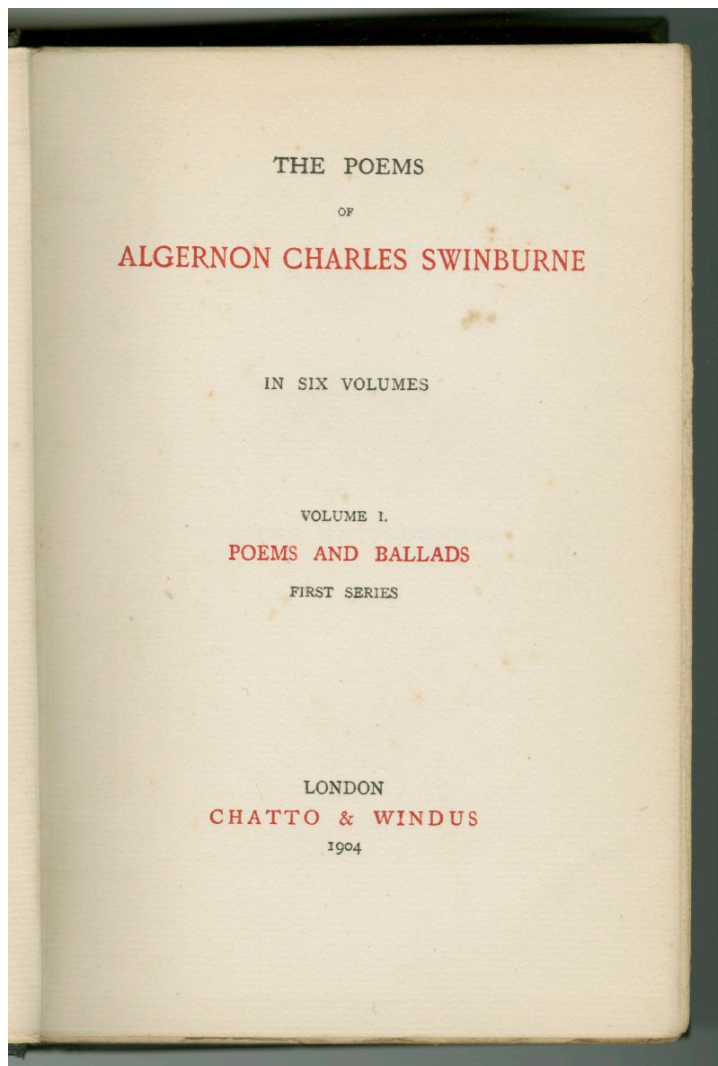 THE POEMS
OF
ALGERNON CHARLES SWINBURNE
IN SIX VOLUMES
VOLUME I.
POEMS AND BALLADS
FIRST SERIES
LONDON
CHATTO & WINDUS
1904